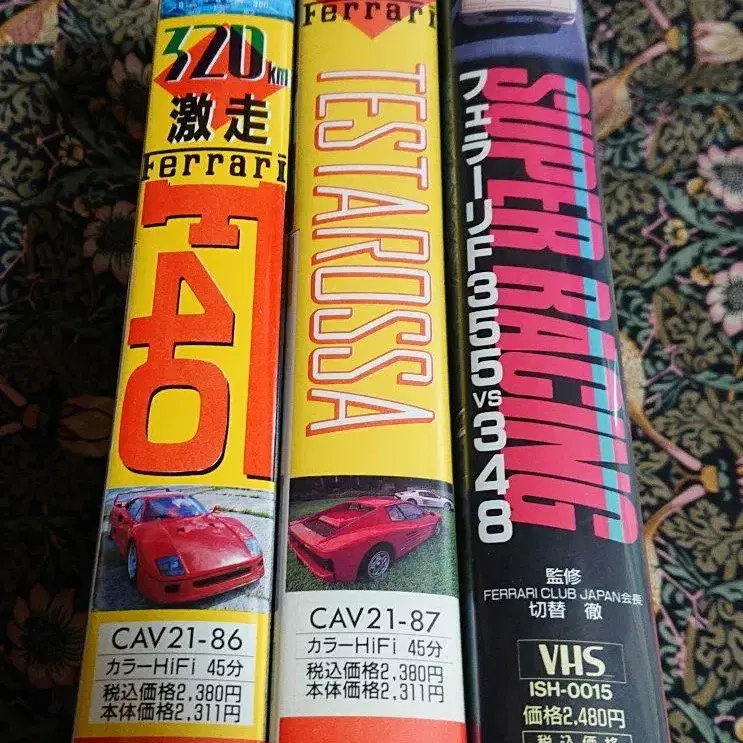 320km
激走
Ferrari
F40
CAV21-86
カラーHiFi 45分
税込価格2,380円
本体価格2,311円
Ferrari
TESTAROSSA
CAV21-87
カラーHiFi 45分
税込価格2,380円
本体価格2,311円
SUPER RACING
フェラーリF355 VS 348
監修
FERRARI CLUB JAPAN会長
切替 徹
VHS
ISH-0015
価格2,480円
税込価格